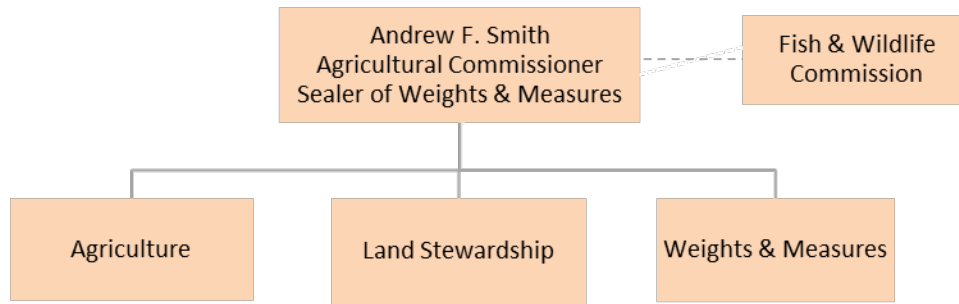 Andrew F. Smith
Agricultural Commissioner
Sealer of Weights & Measures
Fish & Wildlife
Commission
Agriculture
Land Stewardship
Weights & Measures